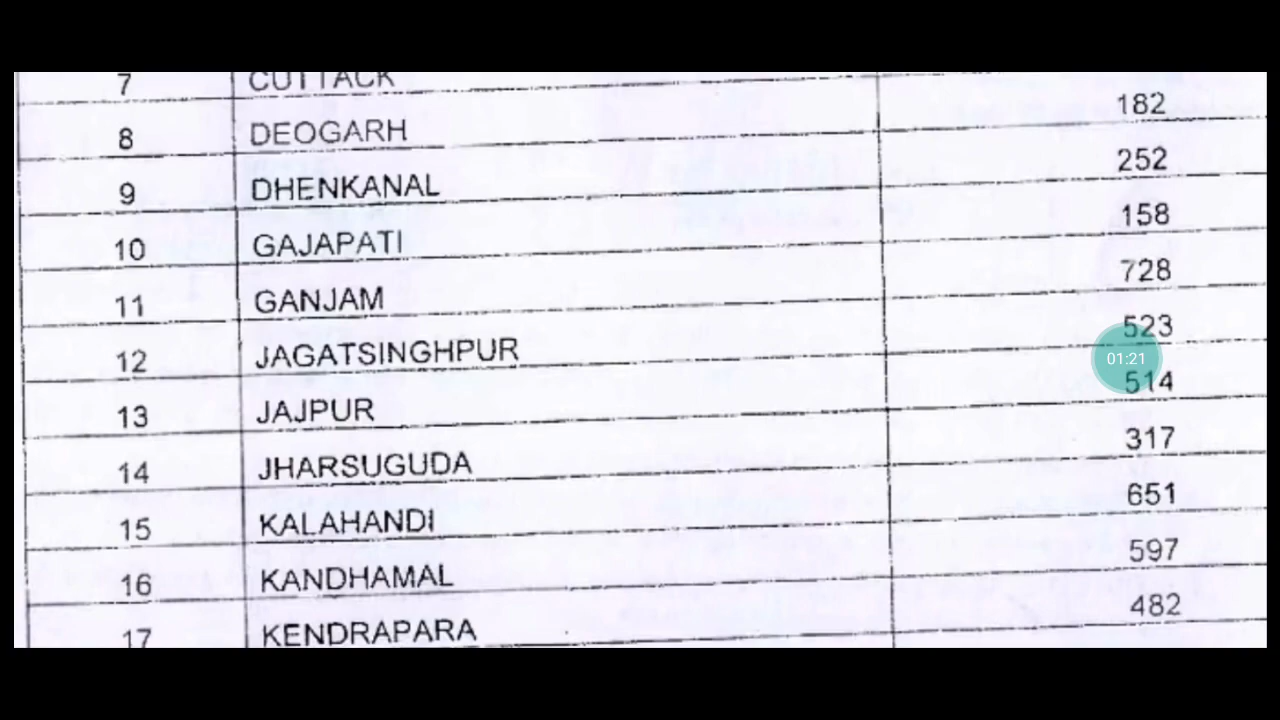 7 CUTTACK
8 DEOGARH 182
9 DHENKANAL 252
10 GAJAPATI 158
11 GANJAM 728
12 JAGATSINGHPUR 523
01:21
13 JAJPUR 514
14 JHARSUGUDA 317
15 KALAHANDI 651
16 KANDHAMAL 597
17 KENDRAPARA 482